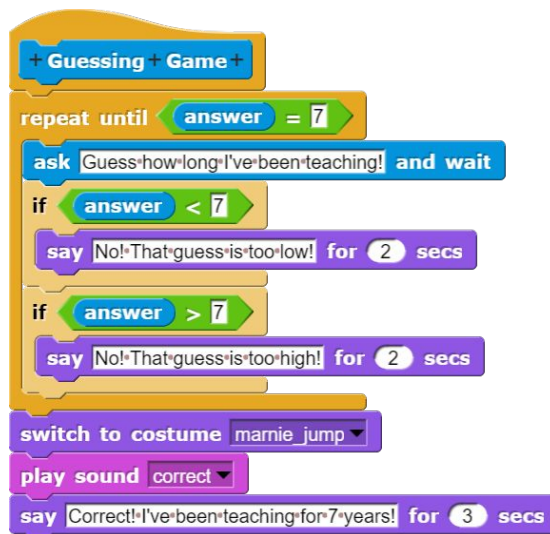 + Guessing + Game +
repeat until answer = 7
ask Guess how long I've been teaching! and wait
if answer < 7
say No! That guess is too low! for 2 secs
if answer > 7
say No! That guess is too high! for 2 secs
switch to costume marnie_jump
play sound correct
say Correct! I've been teaching for 7 years! for 3 secs